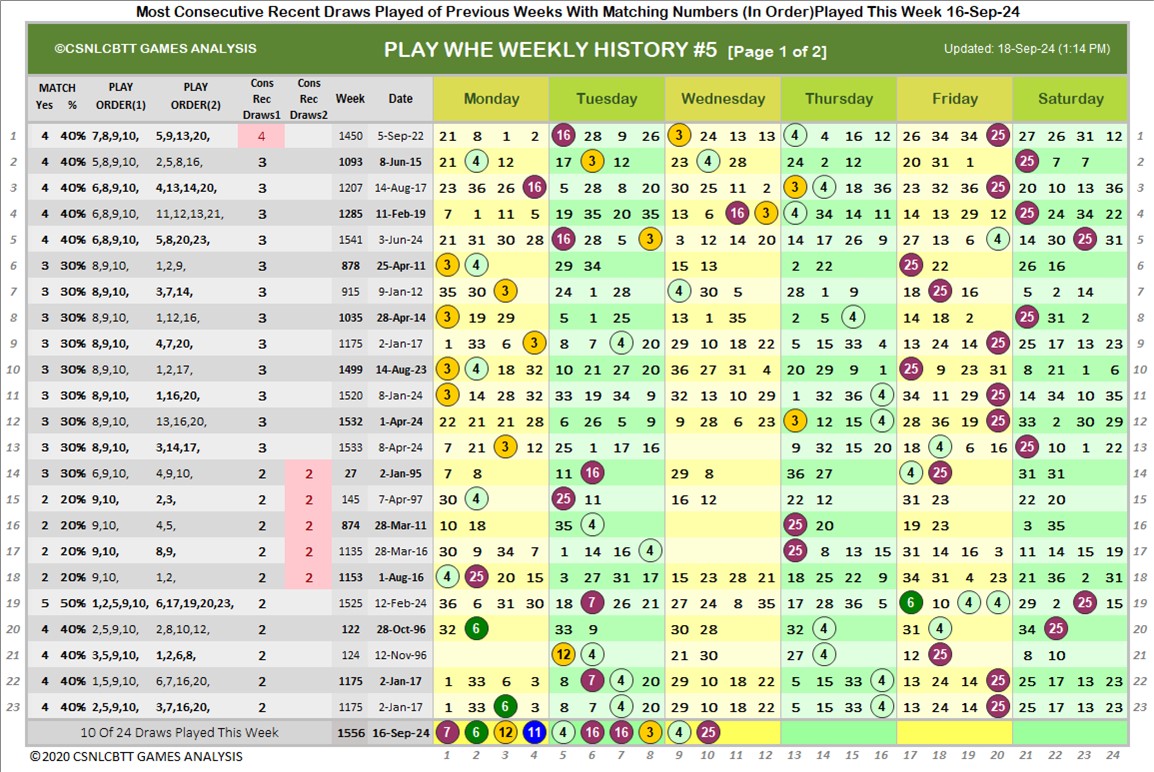 Most Consecutive Recent Draws Played of Previous Weeks With Matching Numbers (In Order)Played This Week 16-Sep-24
©CSNLCBTT GAMES ANALYSIS PLAY WHE WEEKLY HISTORY #5 [Page 1 of 2] Updated: 18-Sep-24 (1:14 PM)
MATCH PLAY PLAY Cons Cons
Yes % ORDER(1) ORDER(2) Rec Rec Week Date Monday Tuesday Wednesday Thursday Friday Saturday
Draws1 Draws2
1 4 40% 7,8,9,10, 5,9,13,20, 4 1450 5-Sep-22 21 8 1 2 16 28 9 26 3 24 13 13 4 4 16 12 26 34 34 20 27 26 31 12 1
2 4 40% 5,8,9,10, 2,5,8,16, 3 1093 8-Jun-15 21 4 12 17 3 12 23 10 4 28 24 2 12 20 31 1 21 7 7 2
3 4 40% 6,8,9,10, 4,13,14,20, 3 1207 14-Aug-17 23 36 26 16 5 28 8 20 30 25 11 2 3 4 18 36 23 32 36 25 20 10 13 36 3
4 4 40% 6,8,9,10, 11,12,13,21, 3 1285 11-Feb-19 7 1 11 5 19 35 20 35 13 6 16 3 4 34 14 11 14 13 29 12 25 24 34 22 4
5 4 40% 6,8,9,10, 5,8,20,23, 3 1541 3-Jun-24 21 31 30 28 16 28 5 3 3 12 14 20 14 17 26 9 27 13 6 4 14 30 25 31 5
6 3 30% 8,9,10, 1,2,9, 3 878 25-Apr-11 3 4 29 34 15 13 2 22 25 22 26 16 6
7 3 30% 8,9,10, 3,7,14, 3 915 9-Jan-12 35 30 3 24 1 28 4 30 5 28 1 9 18 25 16 5 2 14 7
8 3 30% 8,9,10, 1,12,16, 3 1035 28-Apr-14 3 19 29 5 1 25 13 1 35 2 5 4 14 18 2 25 31 2 8
9 3 30% 8,9,10, 4,7,20, 3 1175 2-Jan-17 1 33 6 3 8 7 4 20 29 10 18 22 5 15 33 4 13 24 14 25 25 17 13 23 9
10 3 30% 8,9,10, 1,2,17, 3 1499 14-Aug-23 3 4 18 32 10 21 27 20 36 27 31 4 20 29 9 1 25 9 23 31 8 21 1 6 10
11 3 30% 8,9,10, 1,16,20, 3 1520 8-Jan-24 3 14 28 32 33 19 34 9 32 13 10 29 1 32 36 4 34 11 29 25 14 34 10 35 11
12 3 30% 8,9,10, 13,16,20, 3 1532 1-Apr-24 22 21 21 28 6 26 5 9 9 28 6 23 3 12 15 4 28 36 19 25 33 2 30 29 12
13 3 30% 8,9,10, 3,14,17, 3 1533 8-Apr-24 7 21 3 12 25 1 17 16 9 32 15 20 18 4 6 16 25 10 1 22 13
14 3 30% 6,9,10, 4,9,10, 2 2 27 2-Jan-95 7 8 11 16 29 8 36 27 4 25 31 31 14
15 2 20% 9,10, 2,3, 2 2 145 7-Apr-97 30 4 25 11 16 12 22 12 31 23 22 20 15
16 2 20% 9,10, 4,5, 2 2 874 28-Mar-11 10 18 35 4 25 20 19 23 3 35 16
17 2 20% 9,10, 8,9, 2 2 1135 28-Mar-16 30 9 34 7 1 14 16 4 25 8 13 15 31 14 16 3 11 14 15 19 17
18 2 20% 9,10, 1,2, 2 2 1153 1-Aug-16 4 25 20 15 3 27 31 17 15 23 28 21 18 25 22 9 34 31 4 23 21 36 2 31 18
19 5 50% 1,2,5,9,10, 6,17,19,20,23, 2 1525 12-Feb-24 36 6 31 30 18 7 26 21 27 24 8 35 17 28 36 5 6 10 4 4 29 2 25 15 19
20 4 40% 2,5,9,10, 2,8,10,12, 2 122 28-Oct-96 32 6 33 9 30 28 32 4 31 4 34 25 20
21 4 40% 3,5,9,10, 1,2,6,8, 2 124 12-Nov-96 12 4 21 30 27 4 12 25 8 10 21
22 4 40% 1,5,9,10, 6,7,16,20, 2 1175 2-Jan-17 1 33 6 3 8 7 4 20 29 10 18 22 5 15 33 4 13 24 14 25 25 17 13 23 22
23 4 40% 2,5,9,10, 3,7,16,20, 2 1175 2-Jan-17 1 33 6 3 8 7 4 20 29 10 18 22 5 15 33 4 13 24 14 25 25 17 13 23 23
10 Of 24 Draws Played This Week 1556 16-Sep-24 7 6 12 11 4 16 16 3 4 25
©2020 CSNLCBTT GAMES ANALYSIS 1 2 3 4 5 6 7 8 9 10 11 12 13 14 15 16 17 18 19 20 21 22 23 24